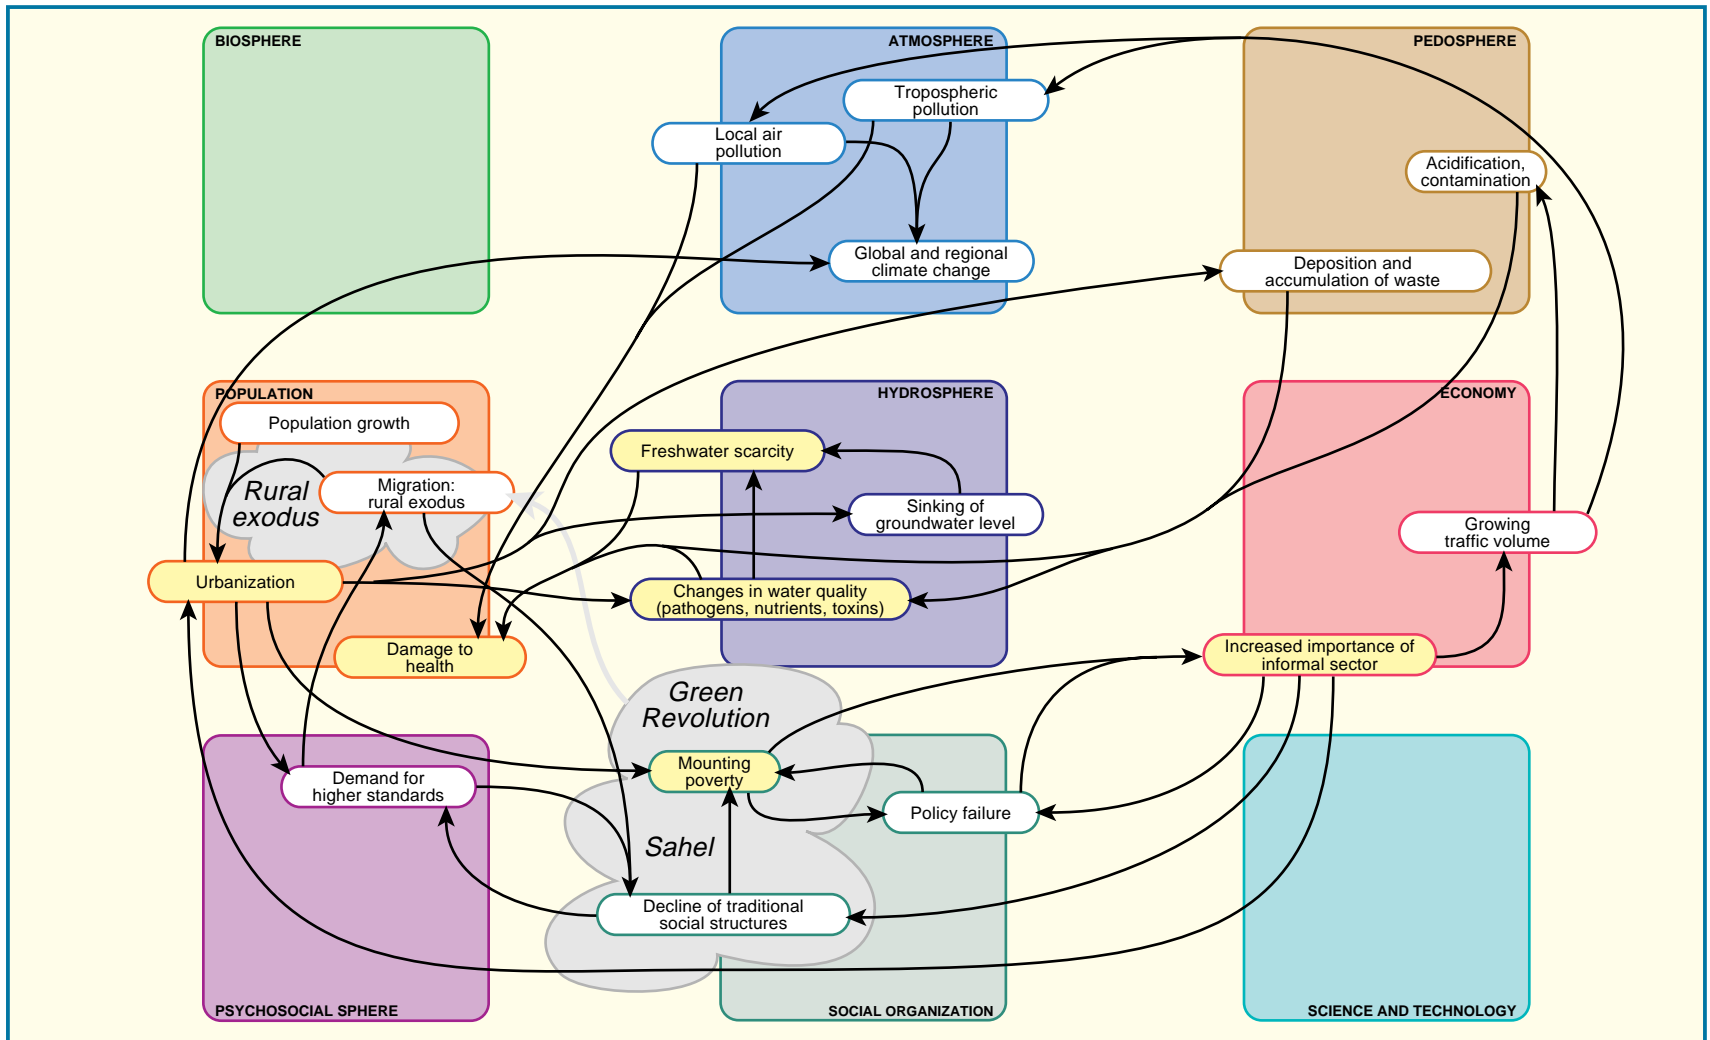 BIOSPHERE
ATMOSPHERE
PEDOSPHERE
Tropospheric
pollution
Local air
pollution
Acidification,
contamination
Global and regional
climate change
Deposition and
accumulation of waste
POPULATION
HYDROSPHERE
ECONOMY
Population growth
Freshwater scarcity
Rural
exodus
Migration:
rural exodus
Sinking of
groundwater level
Growing
traffic volume
Urbanization
Changes in water quality
(pathogens, nutrients, toxins)
Damage to
health
Increased importance of
informal sector
Green
Revolution
Mounting
poverty
Demand for
higher standards
Policy failure
Sahel
Decline of traditional
social structures
PSYCHOSOCIAL SPHERE
SOCIAL ORGANIZATION
SCIENCE AND TECHNOLOGY